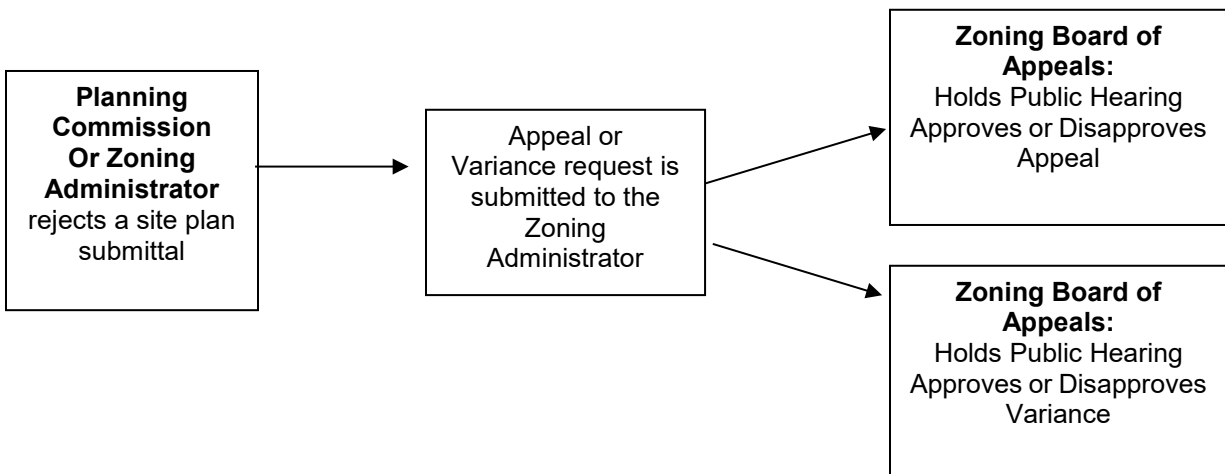 Planning
Commission
Or Zoning
Administrator
rejects a site plan
submittal
Appeal or
Variance request is
submitted to the
Zoning
Administrator
Zoning Board of
Appeals:
Holds Public Hearing
Approves or Disapproves
Appeal
Zoning Board of
Appeals:
Holds Public Hearing
Approves or Disapproves
Variance